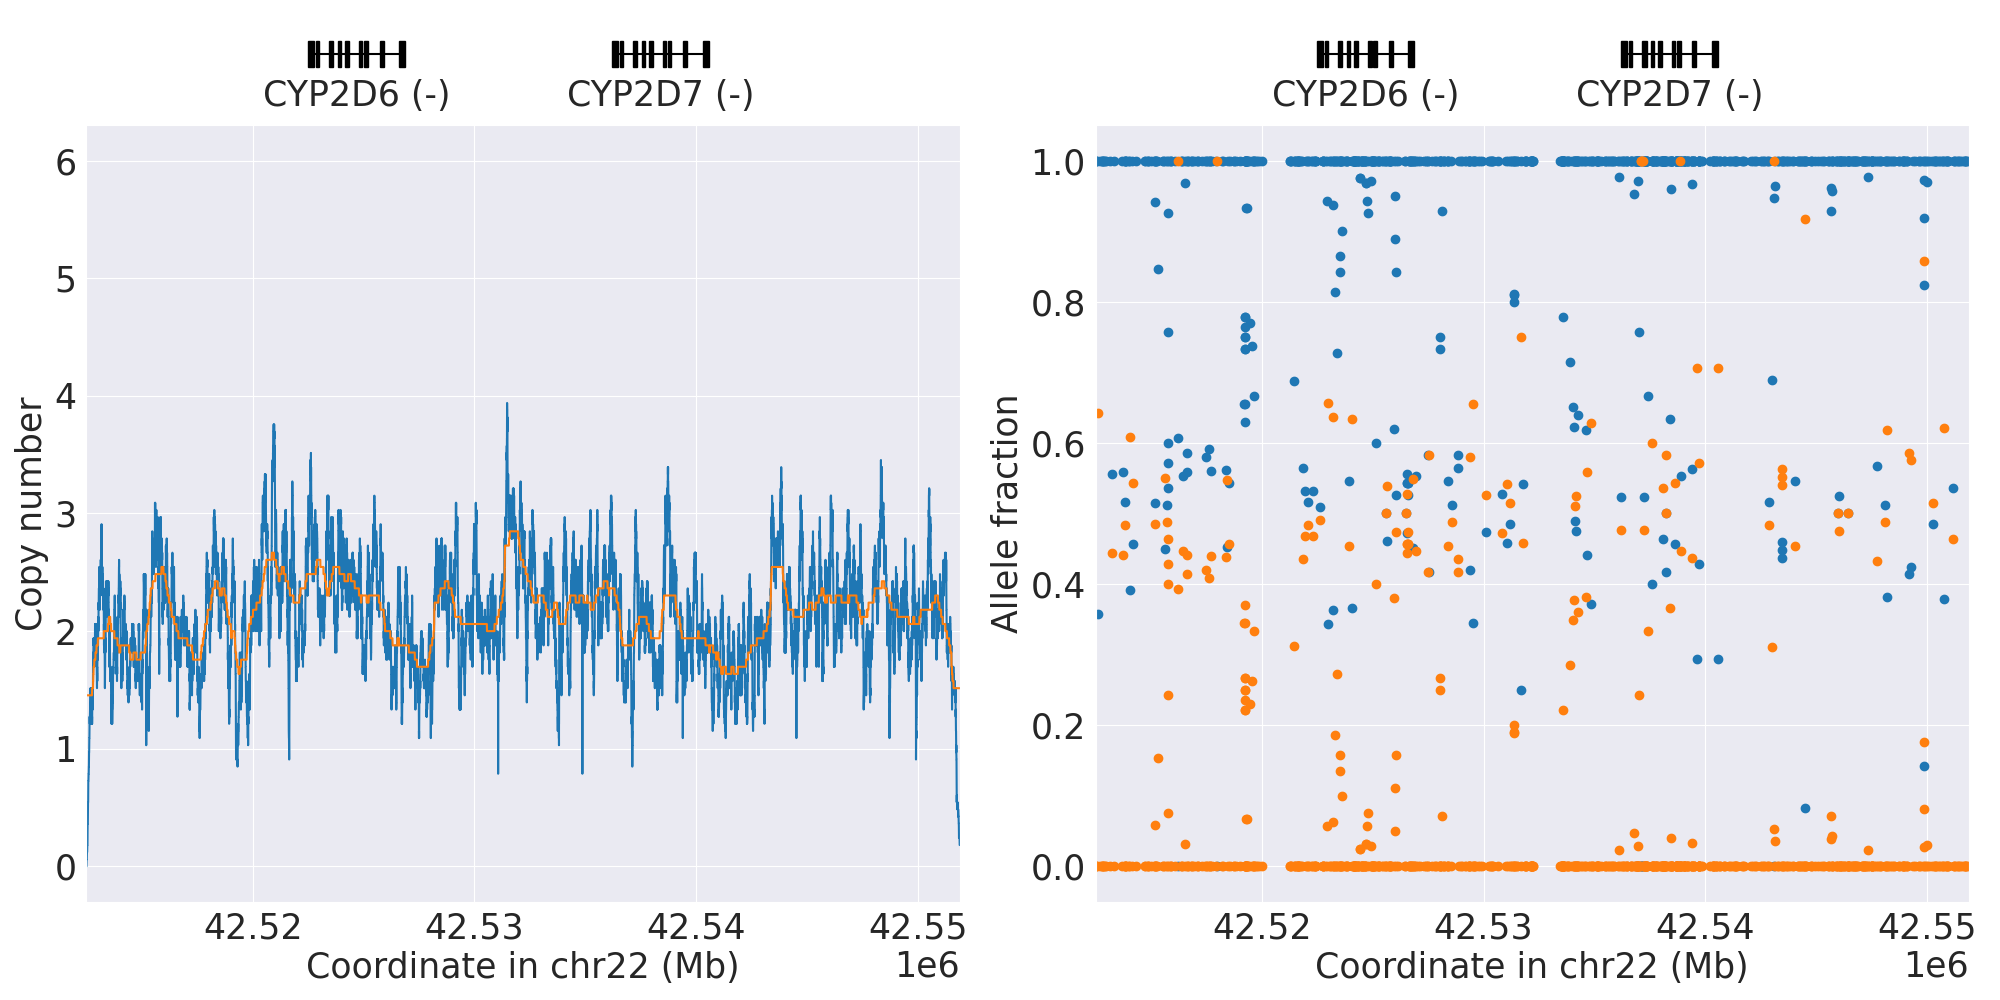 CYP2D6 (-)
CYP2D7 (-)
CYP2D6 (-)
CYP2D7 (-)
6
5
4
3
2
1
0
Copy number
42.52
42.53
42.54
42.55
Coordinate in chr22 (Mb)
1e6
1.0
0.8
0.6
0.4
0.2
0.0
Allele fraction
42.52
42.53
42.54
42.55
Coordinate in chr22 (Mb)
1e6